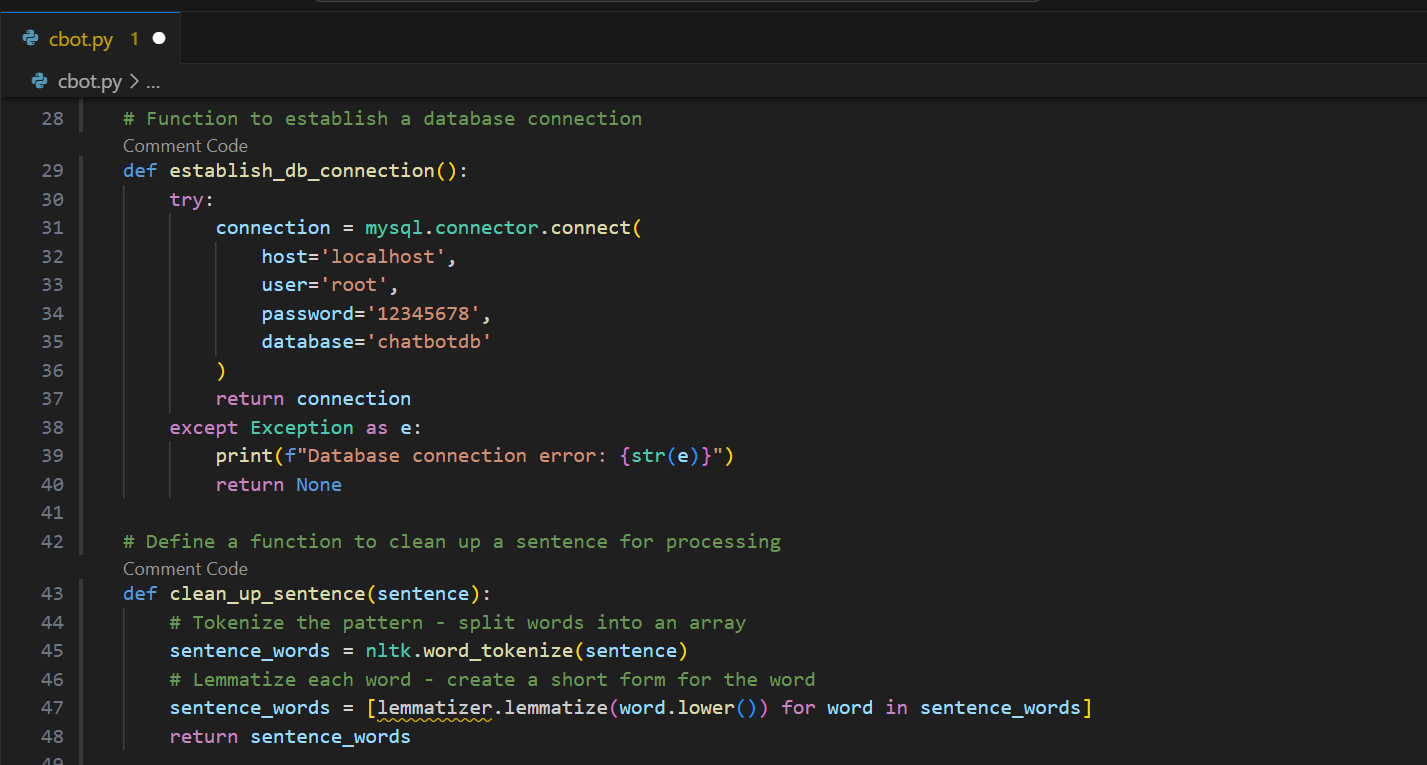 cbot.py 1
cbot.py > ...
28 # Function to establish a database connection
Comment Code
29 def establish_db_connection():
30     try:
31         connection = mysql.connector.connect(
32             host='localhost',
33             user='root',
34             password='12345678',
35             database='chatbotdb'
36         )
37         return connection
38     except Exception as e:
39         print(f"Database connection error: {str(e)}")
40         return None
41
42 # Define a function to clean up a sentence for processing
Comment Code
43 def clean_up_sentence(sentence):
44     # Tokenize the pattern - split words into an array
45     sentence_words = nltk.word_tokenize(sentence)
46     # Lemmatize each word - create a short form for the word
47     sentence_words = [lemmatizer.lemmatize(word.lower()) for word in sentence_words]
48     return sentence_words
49